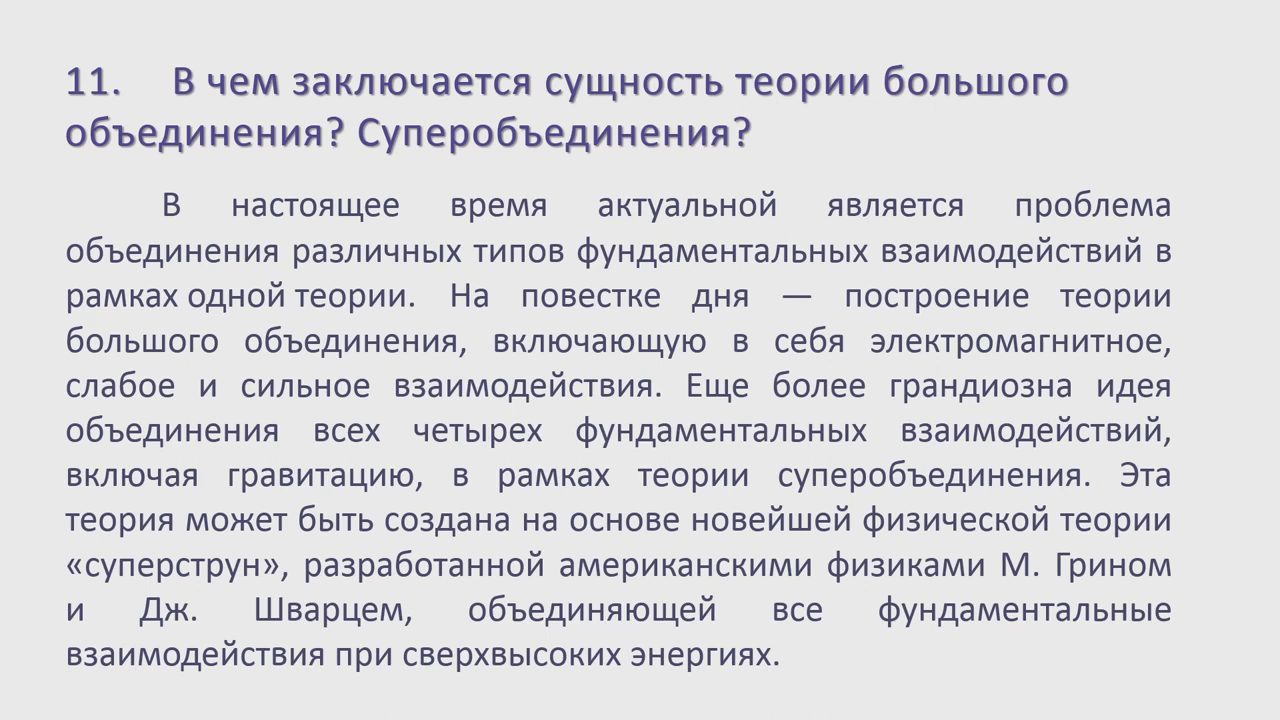 11. В чем заключается сущность теории большого
объединения? Суперобъединения?
В настоящее время актуальной является проблема
объединения различных типов фундаментальных взаимодействий в
рамках одной теории. На повестке дня — построение теории
большого объединения, включающую в себя электромагнитное,
слабое и сильное взаимодействия. Еще более грандиозна идея
объединения всех четырех фундаментальных взаимодействий,
включая гравитацию, в рамках теории суперобъединения. Эта
теория может быть создана на основе новейшей физической теории
«суперструн», разработанной американскими физиками М. Грином
и Дж. Шварцем, объединяющей все фундаментальные
взаимодействия при сверхвысоких энергиях.